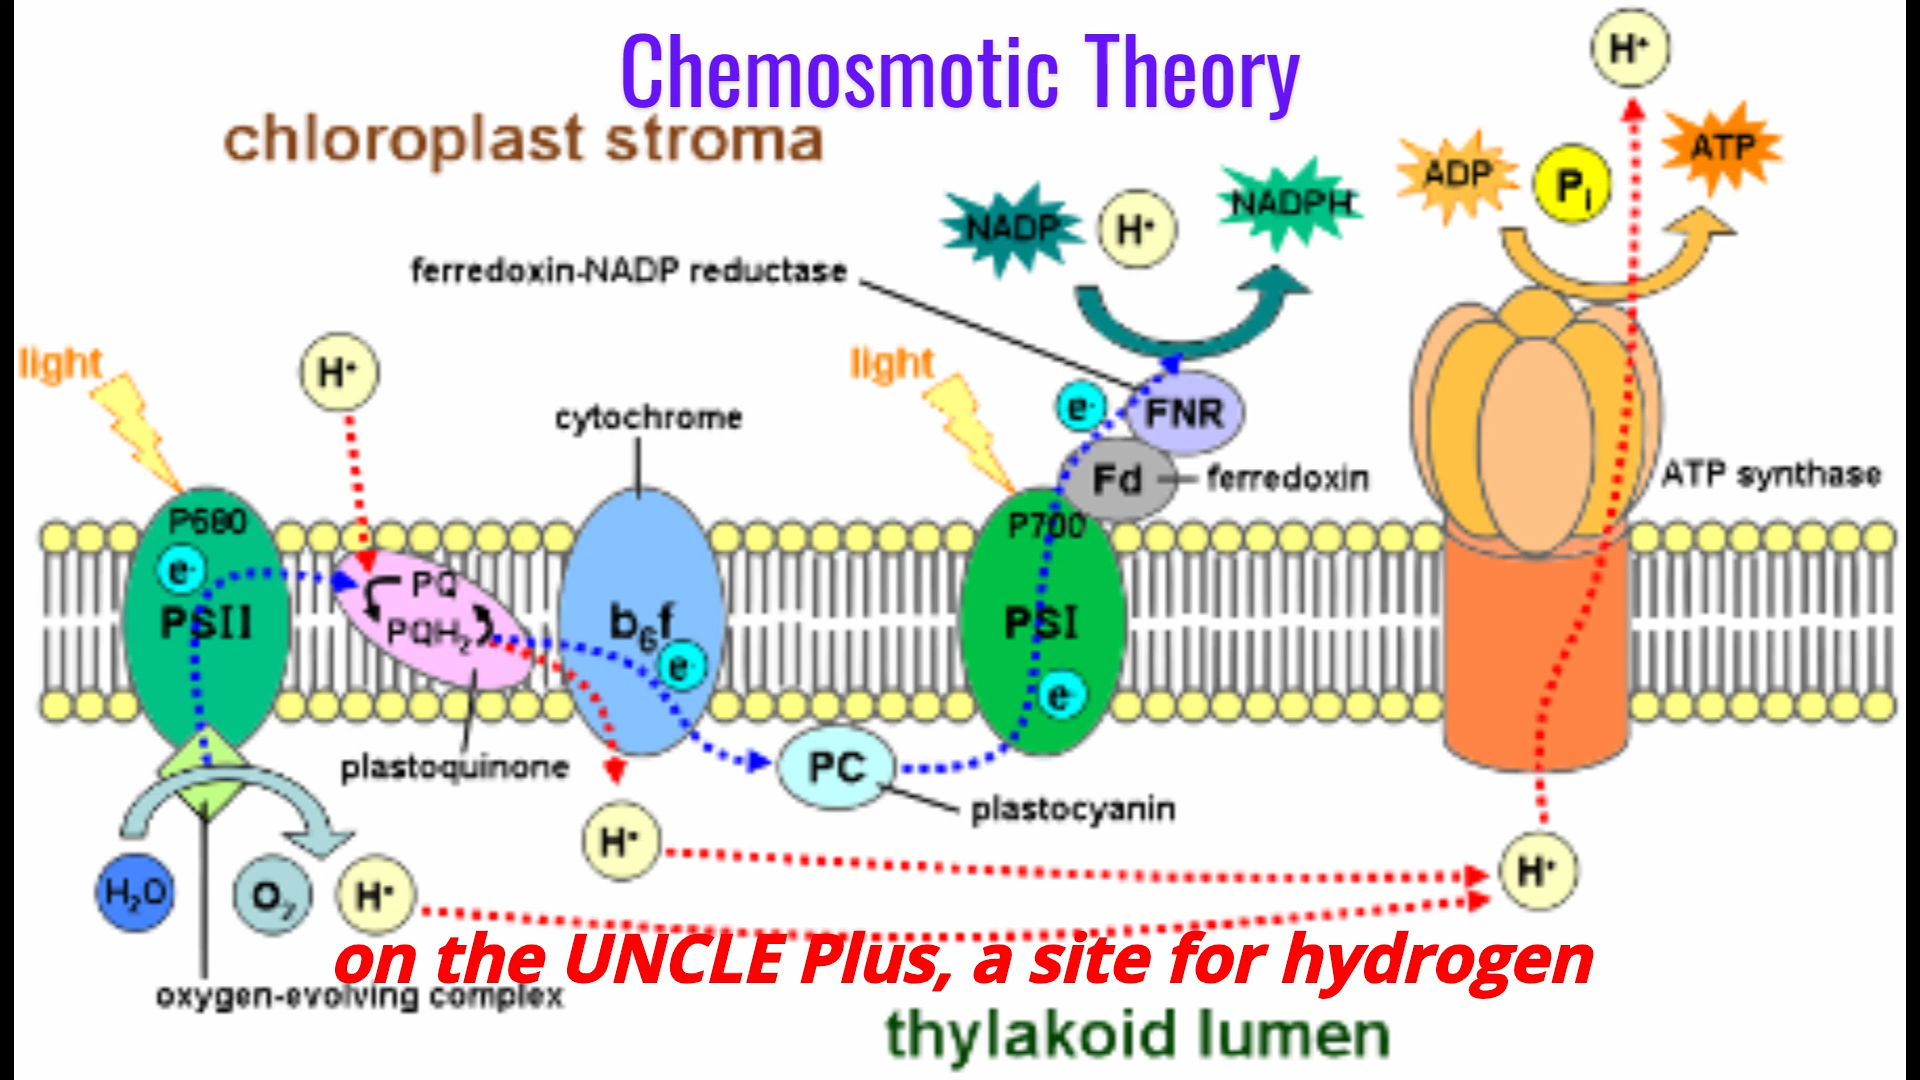 Chemosmotic Theory
chloroplast stroma
H+
ATP
ADP
Pi
NADP
H+
NADPH
ferredoxin-NADP reductase
light
H+
light
e-
FNR
cytochrome
Fd
ferredoxin
ATP synthase
P680
P700
e-
PSII
PQ
PQH2
b6f
e-
PSI
e-
plastoquinone
PC
plastocyanin
H+
H+
H2O
O2
H+
on the UNCLE Plus, a site for hydrogen
oxygen-evolving complex
thylakoid lumen